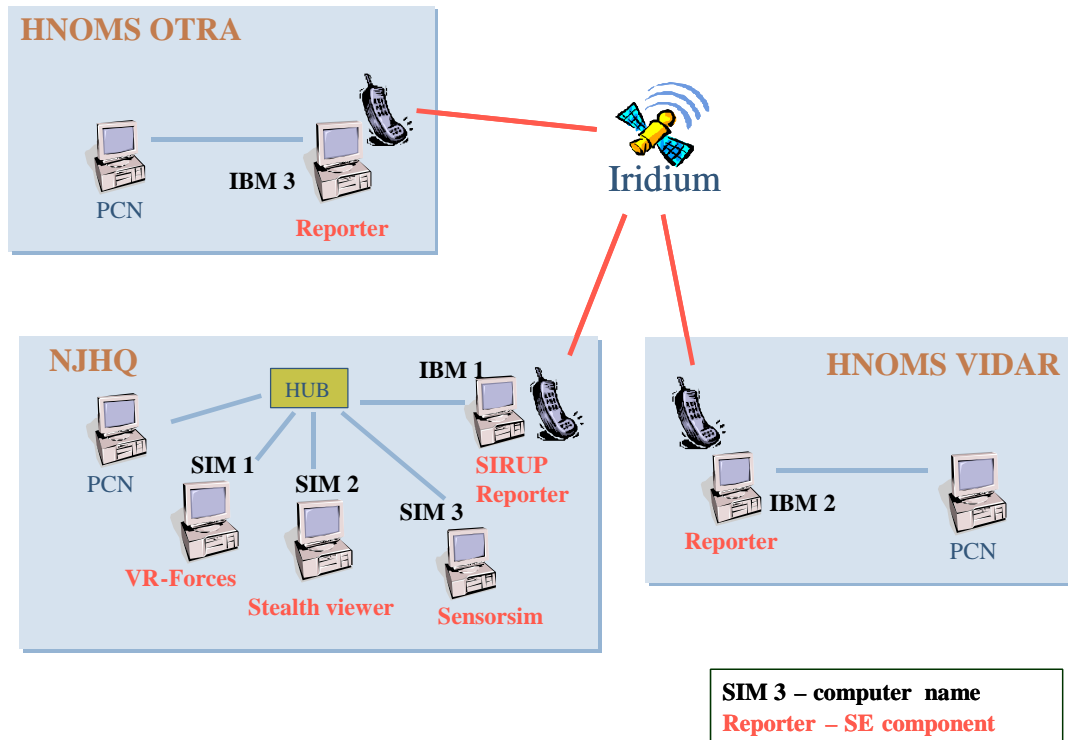 HNOMS OTRA
IBM 3
PCN
Reporter
Iridium
NJHQ
HUB
IBM 1
PCN
SIM 1
SIM 2
SIM 3
SIRUP
Reporter
VR-Forces
Stealth viewer
Sensorsim
HNOMS VIDAR
IBM 2
Reporter
PCN
SIM 3 – computer name
Reporter – SE component